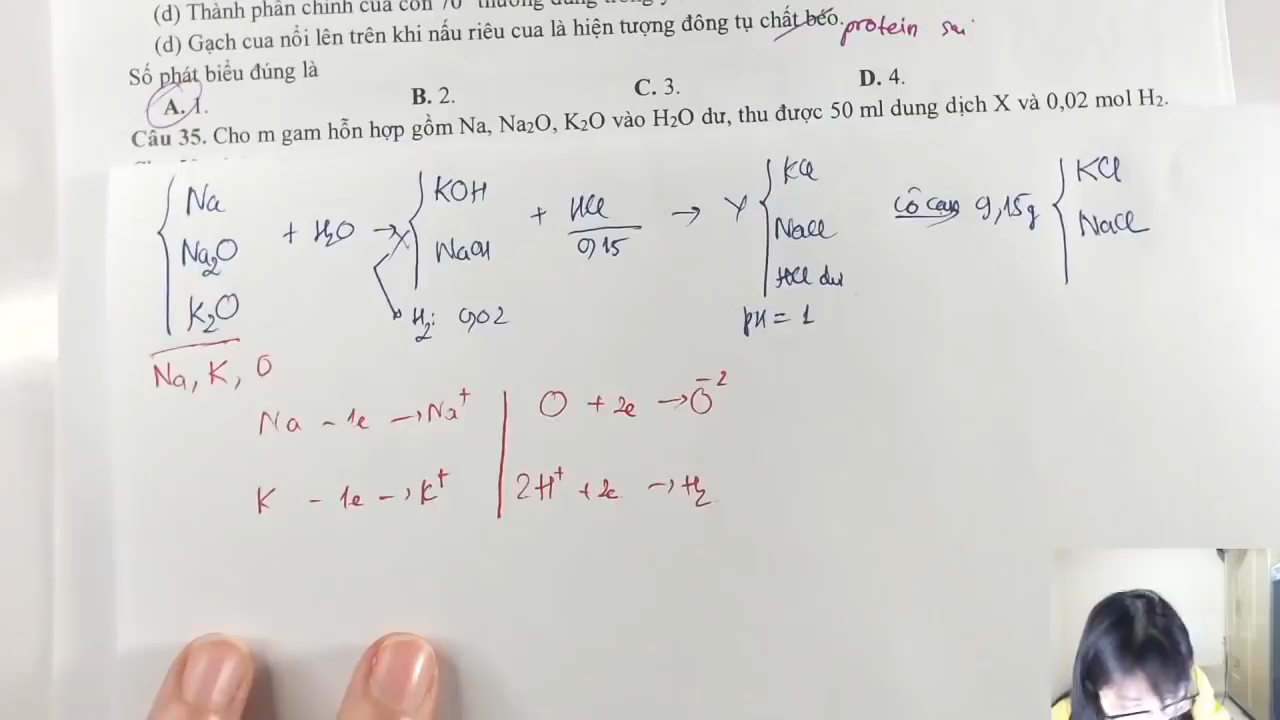 (d) Thành phần chính của cồn 70° thường dùng trong y
(d) Gạch cua nổi lên trên khi nấu riêu cua là hiện tượng đông tụ chất béo. protein sai
Số phát biểu đúng là
A. 1. B. 2. C. 3. D. 4.
Câu 35. Cho m gam hỗn hợp gồm Na, Na₂O, K₂O vào H₂O dư, thu được 50 ml dung dịch X và 0,02 mol H₂.
Na KOH KCl KCl
+ H₂O → X + HCl → Y Cô cạn 9,15g
Na₂O NaOH 0,15 NaCl NaCl
K₂O H₂: 0,02 HCl dư
pH = 1
Na, K, O
Na - 1e → Na⁺ O + 2e → O⁻²
K - 1e → K⁺ 2H⁺ + 2e → H₂